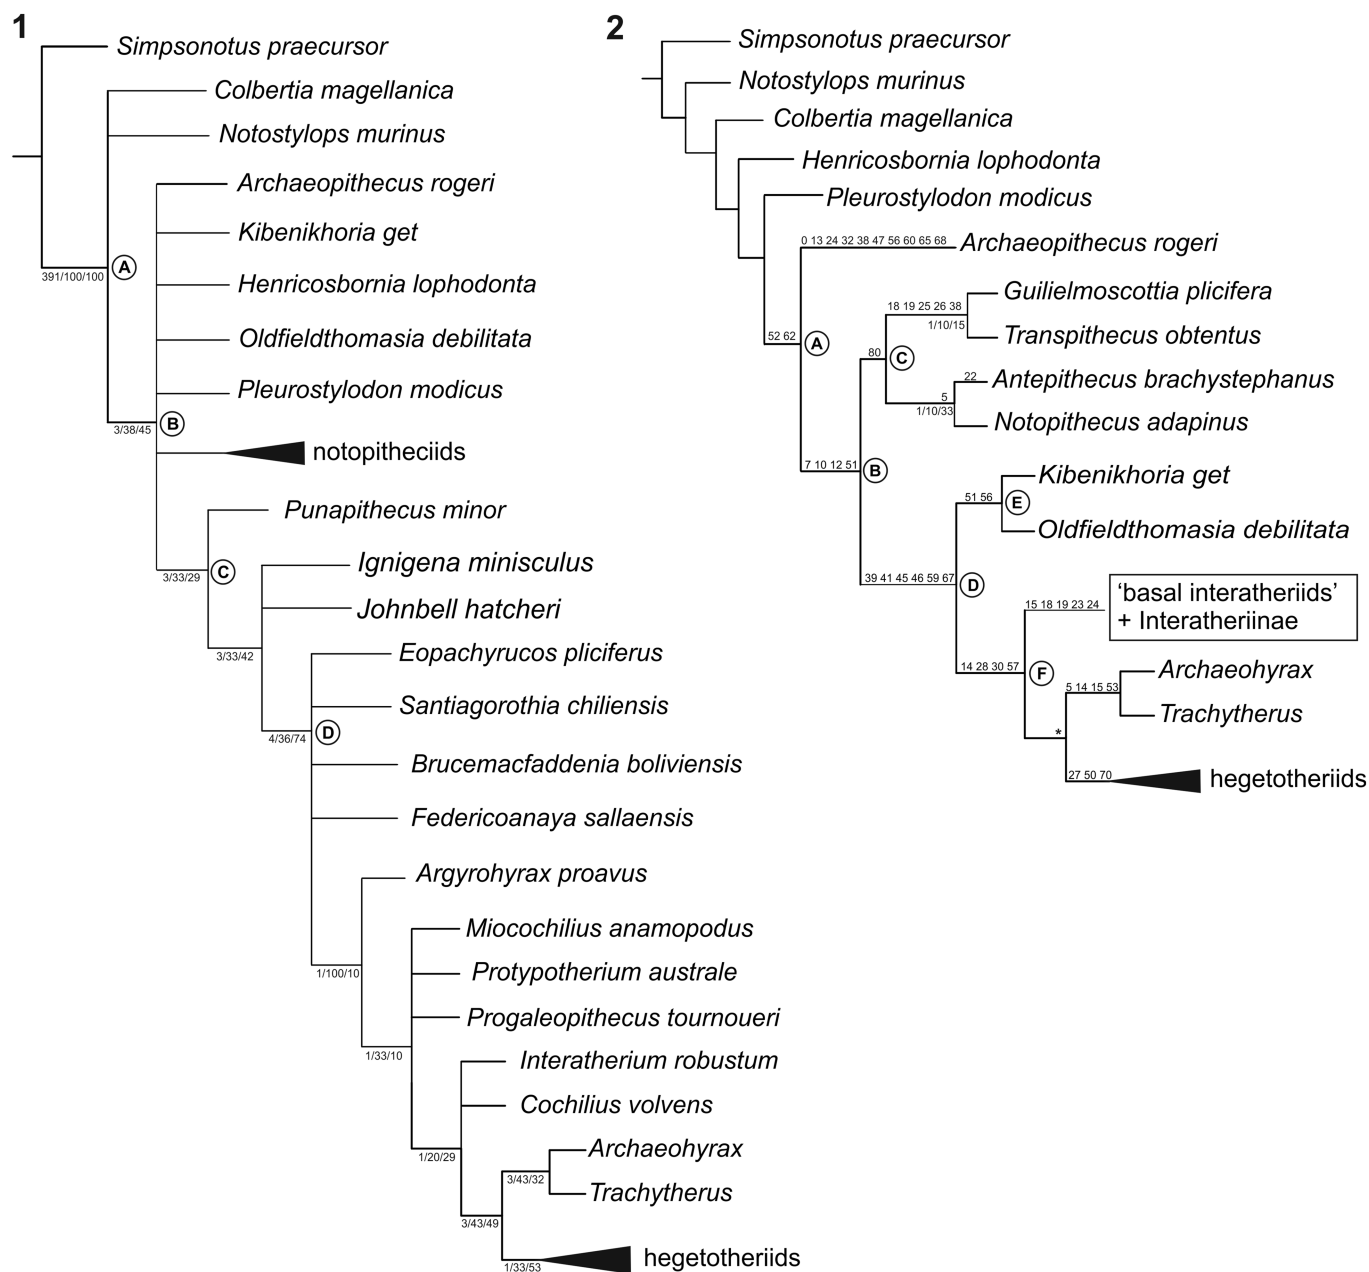 1
Simpsonotus praecursor
Colbertia magellanica
Notostylops murinus
Archaeopithecus rogeri
Kibenikhoria get
391/100/100
A
Henricosbornia lophodonta
Oldfieldthomasia debilitata
Pleurostylodon modicus
3/38/45
B
notopitheciids
Punapithecus minor
3/33/29
C
Ignigena minisculus
Johnbell hatcheri
3/33/42
Eopachyrucos pliciferus
Santiagorothia chiliensis
4/36/74
D
Brucemacfaddenia boliviensis
Federicoanaya sallaensis
Argyrohyrax proavus
Miocochilius anamopodus
1/100/10
Protypotherium australe
Progaleopithecus tournoueri
1/33/10
Interatherium robustum
Cochilius volvens
Archaeohyrax
1/20/29
3/43/32
Trachytherus
3/43/49
hegetotheriids
1/33/53
2
Simpsonotus praecursor
Notostylops murinus
Colbertia magellanica
Henricosbornia lophodonta
Pleurostylodon modicus
0 13 24 32 38 47 56 60 65 68
Archaeopithecus rogeri
Guilielmoscottia plicifera
18 19 25 26 38
1/10/15
Transpithecus obtentus
52 62
A
80
C
22
Antepithecus brachystephanus
5
1/10/33
Notopithecus adapinus
7 10 12 51
B
Kibenikhoria get
51 56
E
Oldfieldthomasia debilitata
39 41 45 46 59 67
D
15 18 19 23 24
‘basal interatheriids’
+ Interatheriinae
14 28 30 57
F
Archaeohyrax
5 14 15 53
Trachytherus
*
27 50 70
hegetotheriids